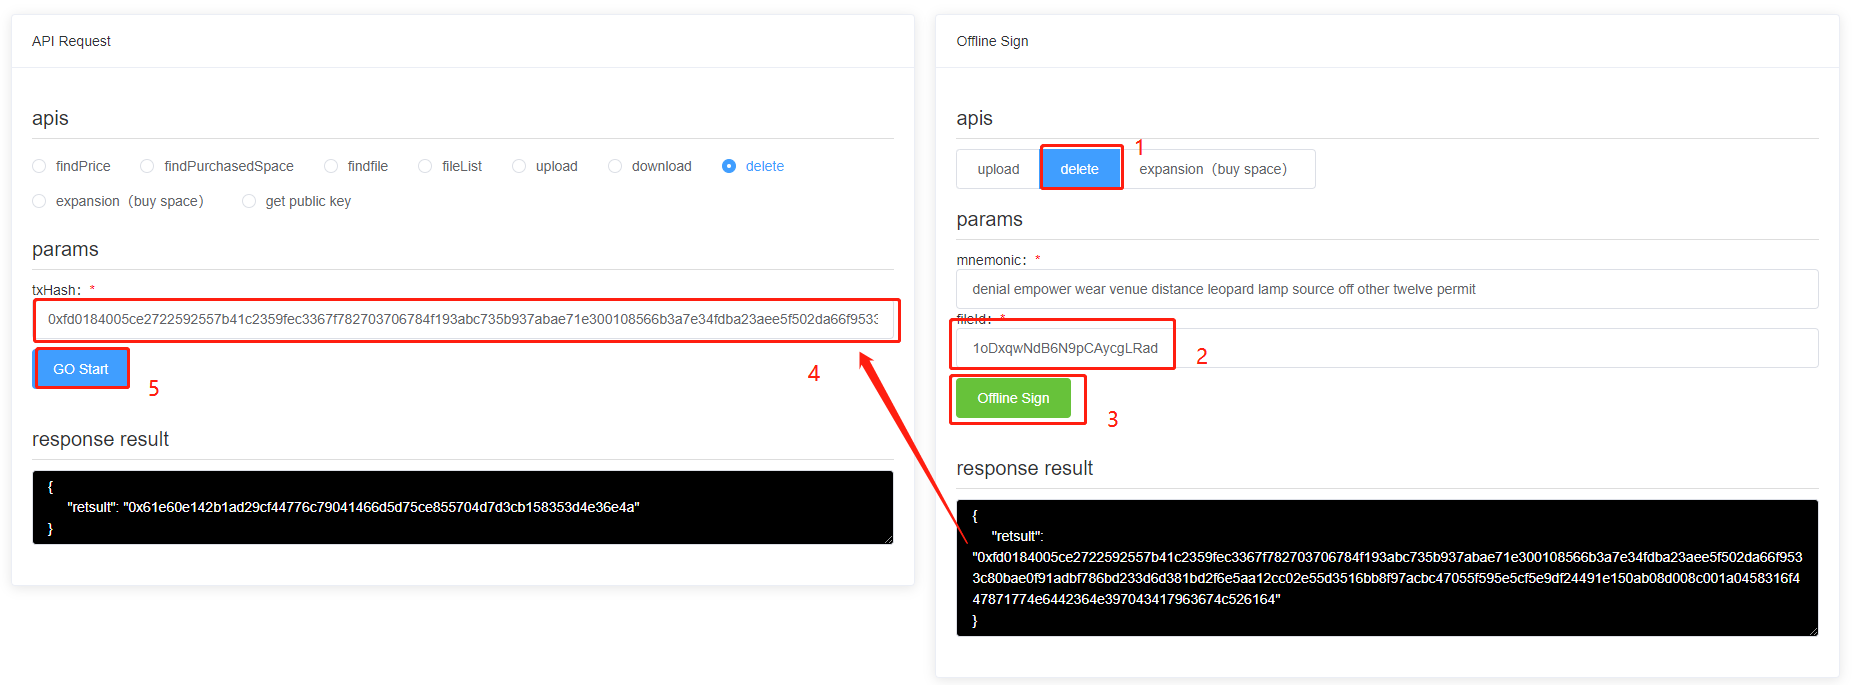 API Request
apis
findPrice findPurchasedSpace findfile fileList upload download delete
expansion（buy space） get public key
params
txHash： *
0xfd0184005ce2722592557b41c2359fec3367f782703706784f193abc735b937abae71e300108566b3a7e34fdba23aee5f502da66f9533
4
GO Start
5
response result
{
"retsult": "0x61e60e142b1ad29cf44776c79041466d5d75ce855704d7d3cb158353d4e36e4a"
}
Offline Sign
apis
1
upload delete expansion（buy space）
params
mnemonic： *
denial empower wear venue distance leopard lamp source off other twelve permit
fileId： *
1oDxqwNdB6N9pCAycgLRad
2
Offline Sign
3
response result
{
"retsult":
"0xfd0184005ce2722592557b41c2359fec3367f782703706784f193abc735b937abae71e300108566b3a7e34fdba23aee5f502da66f953
3c80bae0f91adbf786bd233d6d381bd2f6e5aa12cc02e55d3516bb8f97acbc47055f595e5cf5e9df24491e150ab08d008c001a0458316f4
47871774e6442364e397043417963674c526164"
}